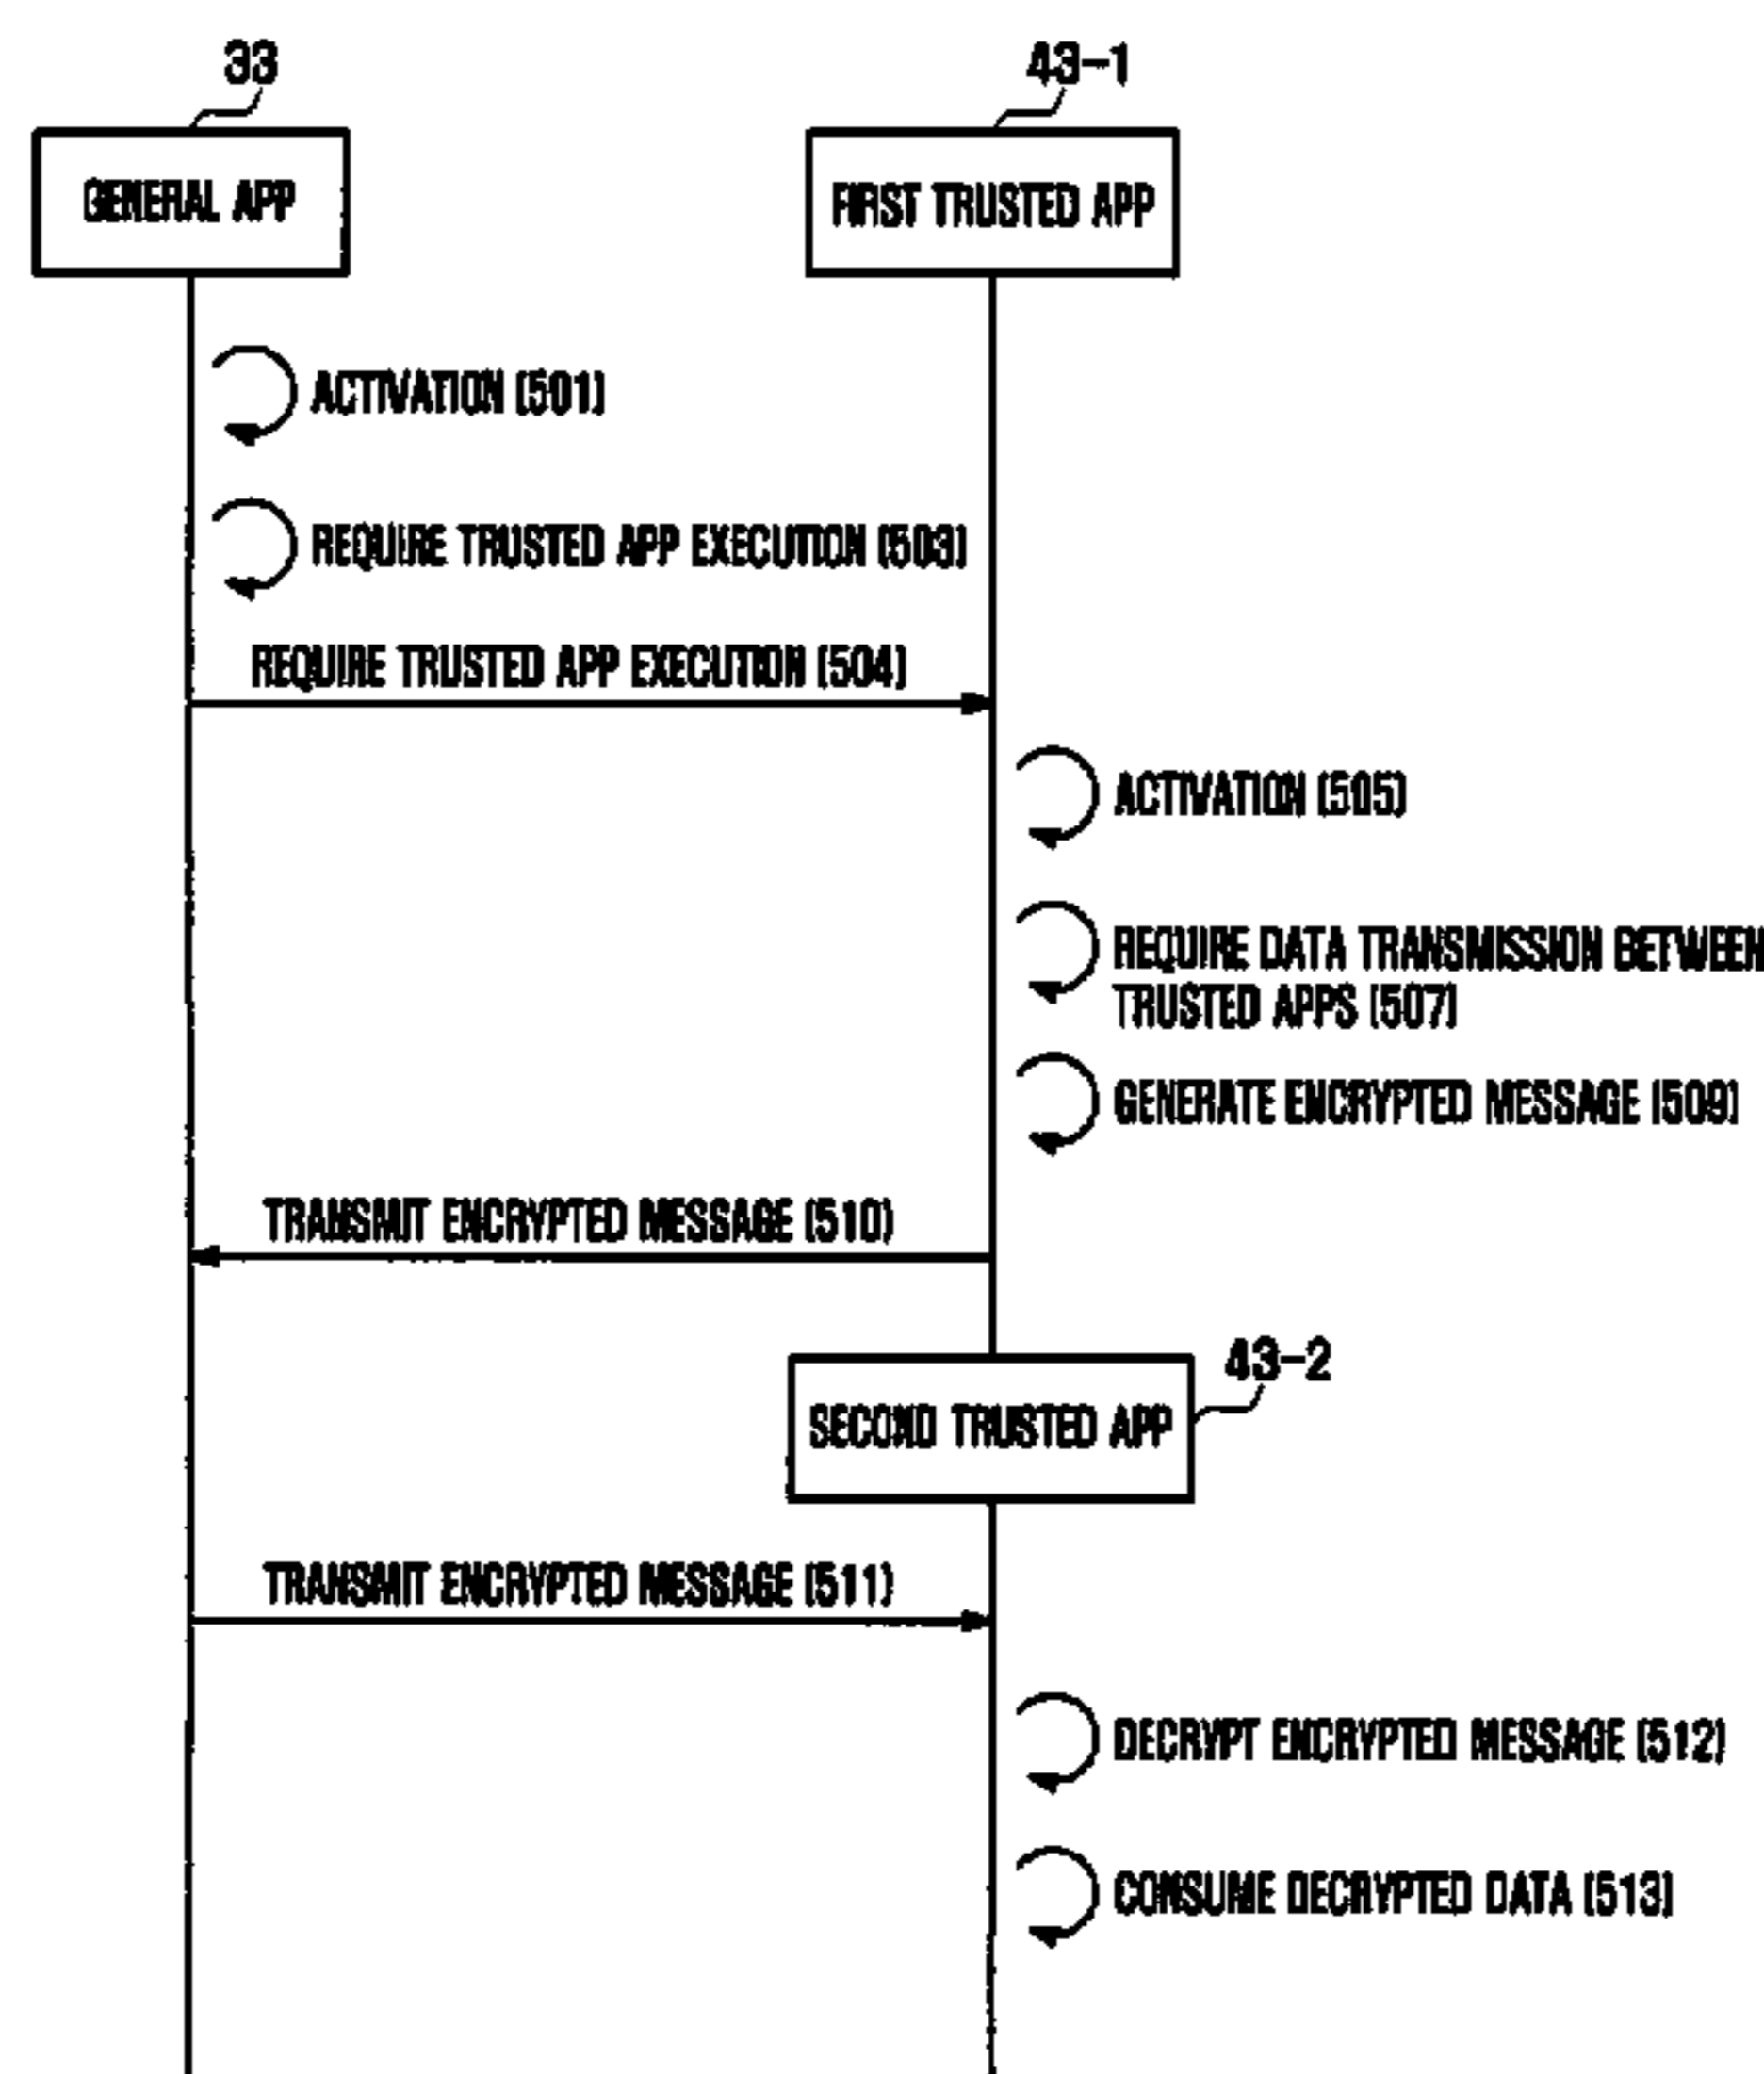 33
43-1
GENERAL APP
FIRST TRUSTED APP
ACTIVATION (501)
REQUIRE TRUSTED APP EXECUTION (503)
REQUIRE TRUSTED APP EXECUTION (504)
ACTIVATION (505)
REQUIRE DATA TRANSMISSION BETWEEN
TRUSTED APPS (507)
GENERATE ENCRYPTED MESSAGE (509)
TRANSMIT ENCRYPTED MESSAGE (510)
43-2
SECOND TRUSTED APP
TRANSMIT ENCRYPTED MESSAGE (511)
DECRYPT ENCRYPTED MESSAGE (512)
CONSUME DECRYPTED DATA (513)